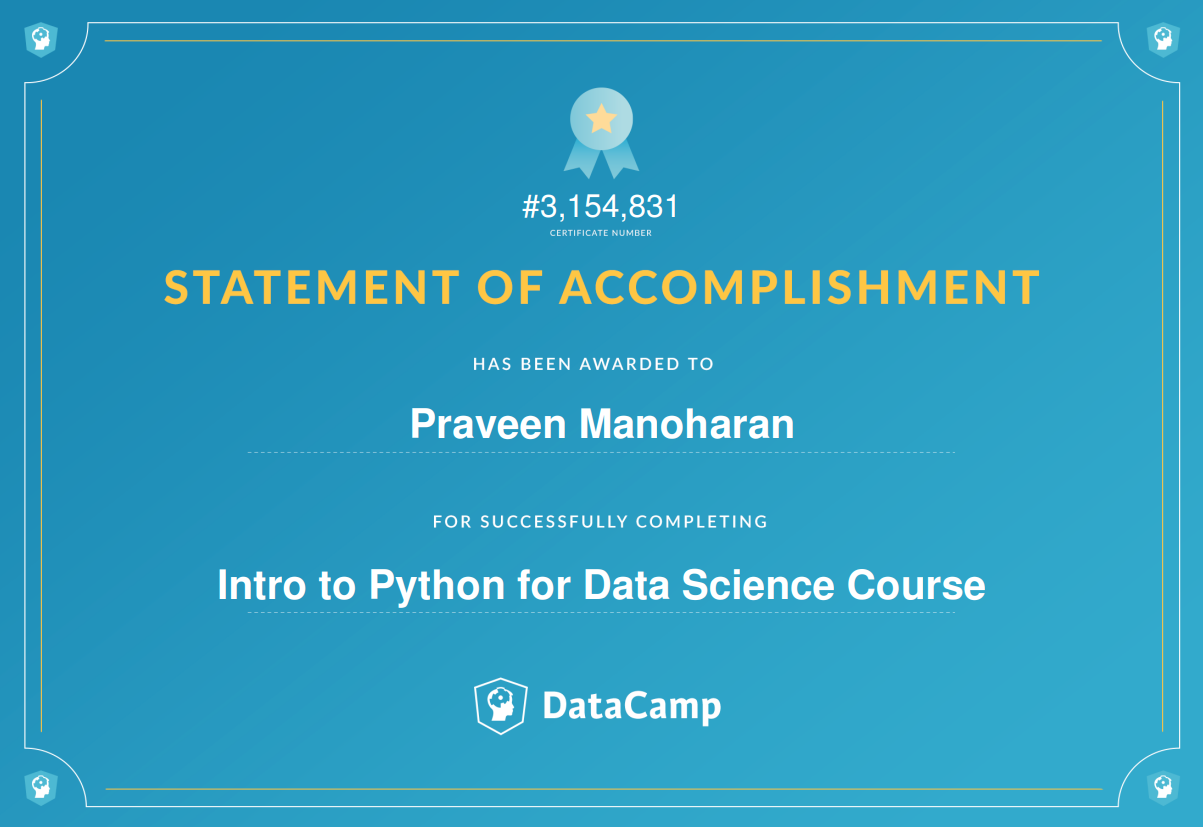 #3,154,831
CERTIFICATE NUMBER
STATEMENT OF ACCOMPLISHMENT
HAS BEEN AWARDED TO
Praveen Manoharan
FOR SUCCESSFULLY COMPLETING
Intro to Python for Data Science Course
DataCamp